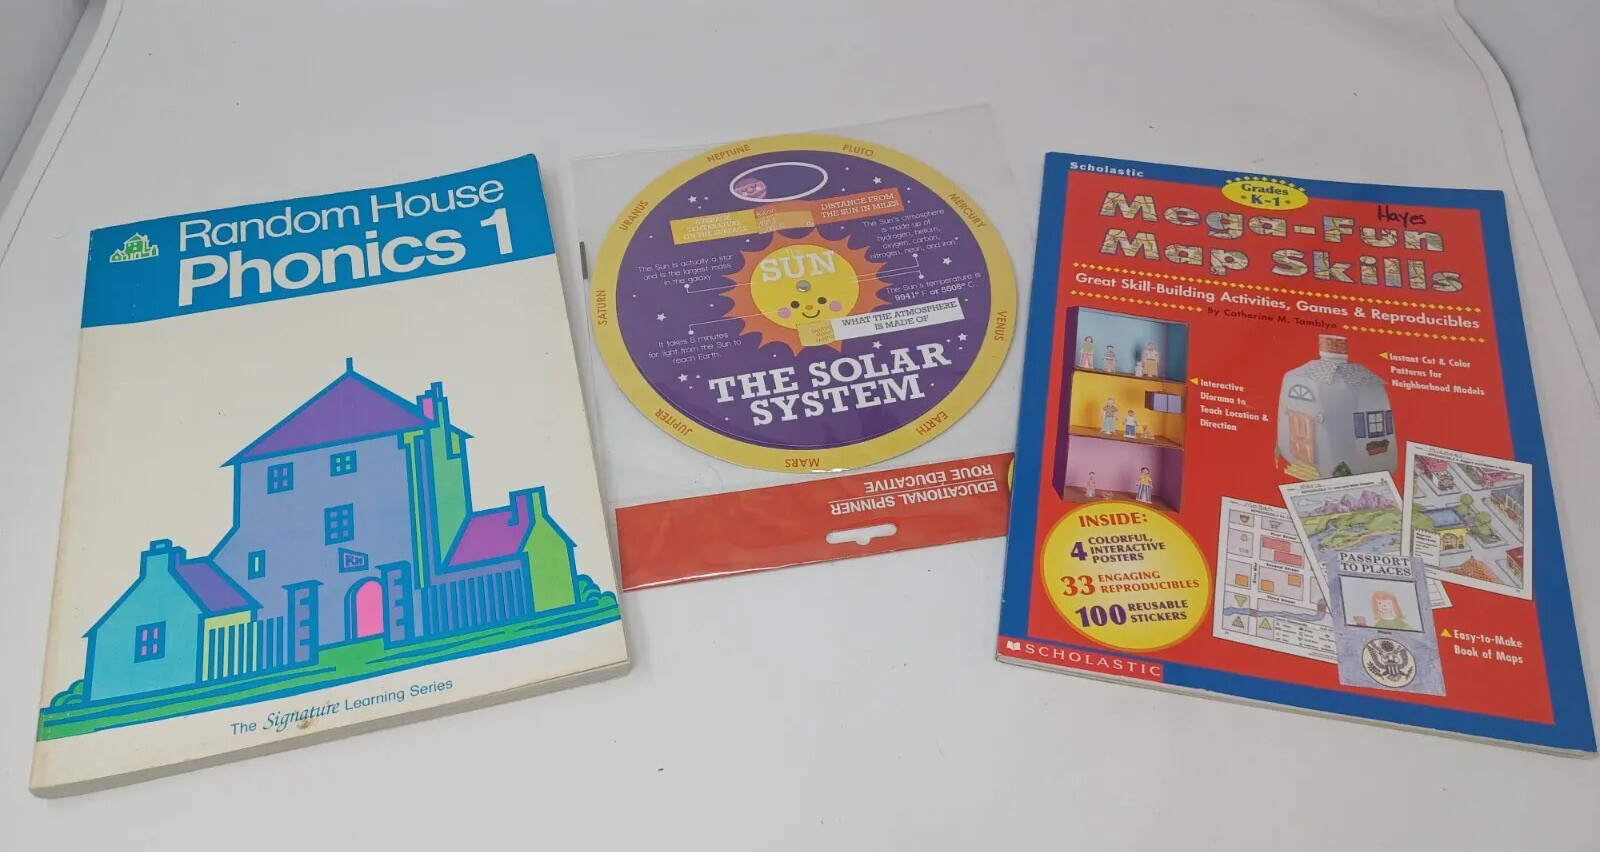 Random House
Phonics 1
RH
The Signature Learning Series
NEPTUNE
PLUTO
URANUS
MERCURY
SATURN
VENUS
JUPITER
EARTH
MARS
AVERAGE
TEMPERATURE
ON THE SURFACE
DISTANCE FROM
THE SUN IN MILES
The Sun is actually a star
and is the largest mass
in the galaxy
THE
SUN
The Sun's atmosphere
is made up of
hydrogen, helium,
oxygen, carbon,
nitrogen, neon, and iron
The Sun's temperature is
9941° F or 5505° C.
WHAT THE ATMOSPHERE
IS MADE OF
It takes 8 minutes
for light from the Sun to
reach Earth.
THE SOLAR
SYSTEM
EDUCATIONAL SPINNER
ROUE ÉDUCATIVE
Scholastic
Grades
K-1
Hayes
Mega-Fun
Map Skills
Great Skill-Building Activities, Games & Reproducibles
By Catherine M. Tamblyn
Interactive
Diorama to
Teach Location &
Direction
Instant Cut & Color
Patterns for
Neighborhood Models
INSIDE:
4 COLORFUL,
INTERACTIVE
POSTERS
33 ENGAGING
REPRODUCIBLES
100 REUSABLE
STICKERS
PASSPORT
TO PLACES
Easy-to-Make
Book of Maps
SCHOLASTIC